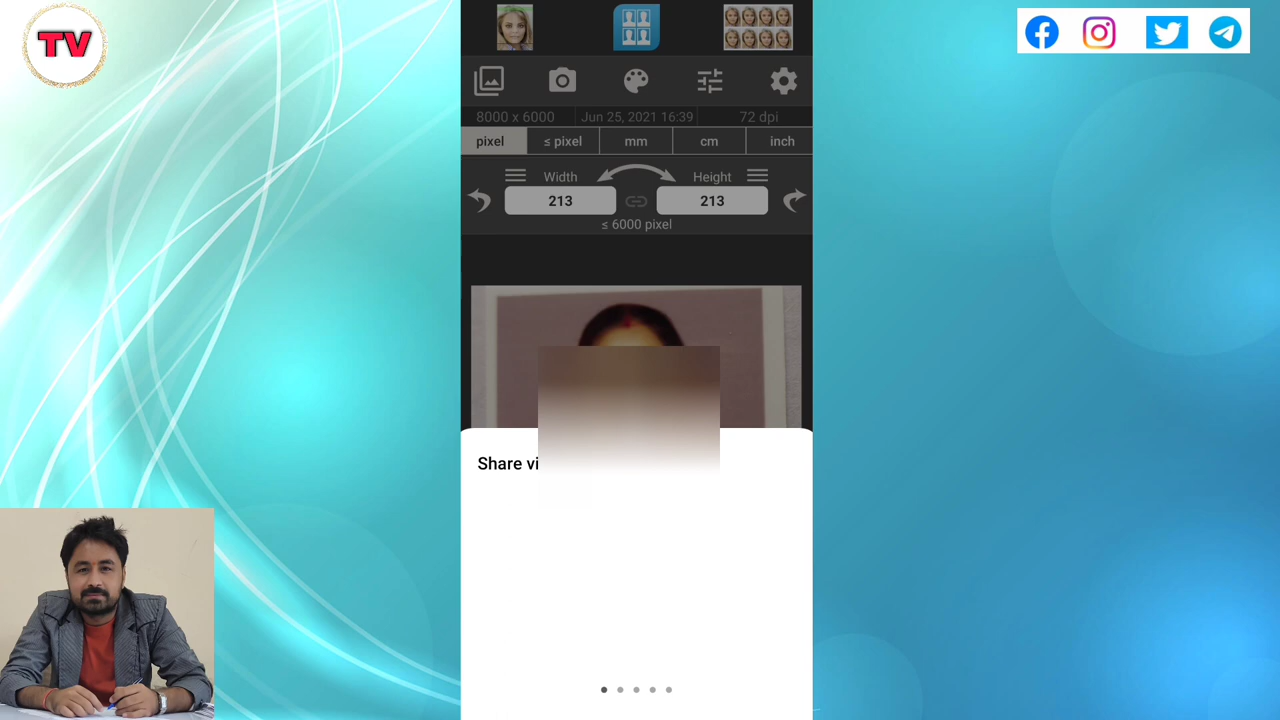 TV
8000 x 6000 Jun 25, 2021 16:39 72 dpi
pixel ≤ pixel mm cm inch
Width Height
213 213
≤ 6000 pixel
Share vi